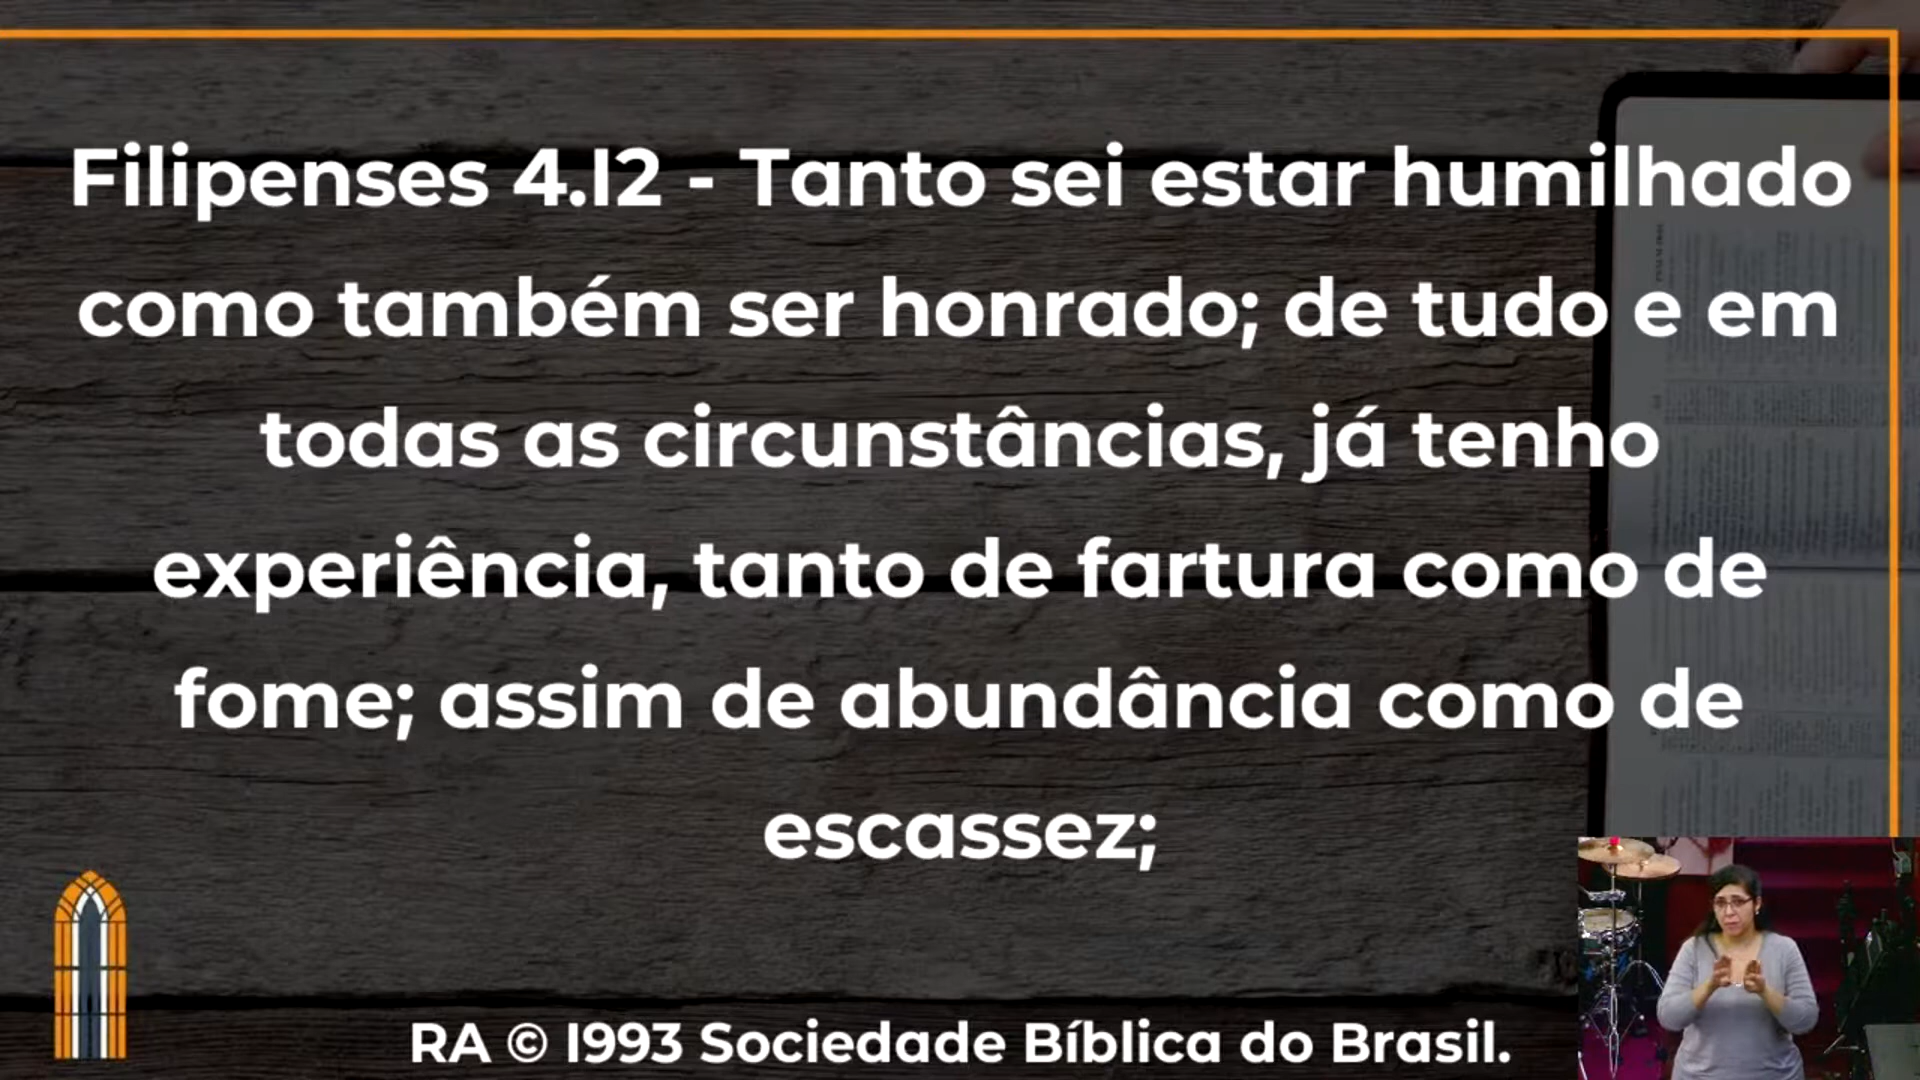 Filipenses 4.12 - Tanto sei estar humilhado
como também ser honrado; de tudo e em
todas as circunstâncias, já tenho
experiência, tanto de fartura como de
fome; assim de abundância como de
escassez;
RA © 1993 Sociedade Bíblica do Brasil.